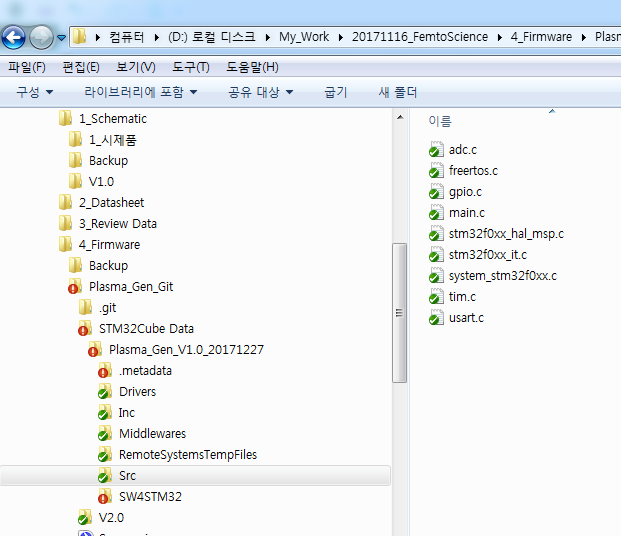 컴퓨터 (D:) 로컬 디스크 My_Work 20171116_FemtoScience 4_Firmware Plasn
파일(F) 편집(E) 보기(V) 도구(T) 도움말(H)
구성 라이브러리에 포함 공유 대상 굽기 새 폴더
1_Schematic
1_시제품
Backup
V1.0
2_Datasheet
3_Review Data
4_Firmware
Backup
Plasma_Gen_Git
.git
STM32Cube Data
Plasma_Gen_V1.0_20171227
.metadata
Drivers
Inc
Middlewares
RemoteSystemsTempFiles
Src
SW4STM32
V2.0
이름
adc.c
freertos.c
gpio.c
main.c
stm32f0xx_hal_msp.c
stm32f0xx_it.c
system_stm32f0xx.c
tim.c
usart.c